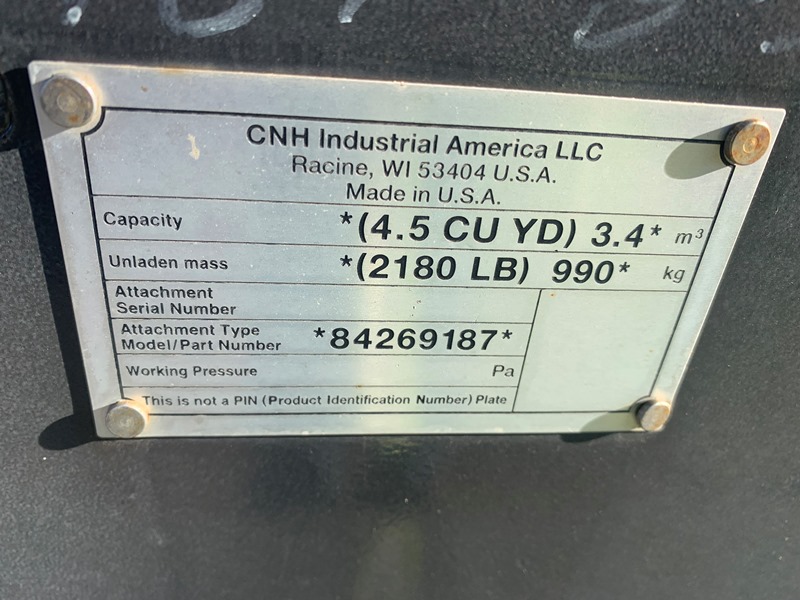 CNH Industrial America LLC
Racine, WI 53404 U.S.A.
Made in U.S.A.
Capacity *(4.5 CU YD) 3.4* m³
Unladen mass *(2180 LB) 990* kg
Attachment
Serial Number
Attachment Type
Model/Part Number *84269187*
Working Pressure Pa
This is not a PIN (Product Identification Number) Plate